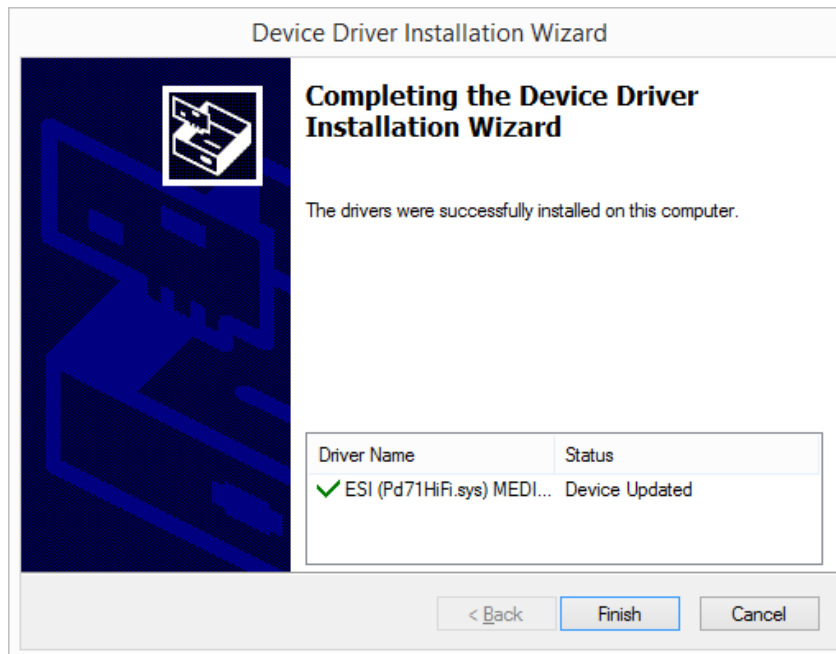 Device Driver Installation Wizard
Completing the Device Driver
Installation Wizard
The drivers were successfully installed on this computer.
Driver Name Status
ESI (Pd71HiFi.sys) MEDI... Device Updated
< Back Finish Cancel